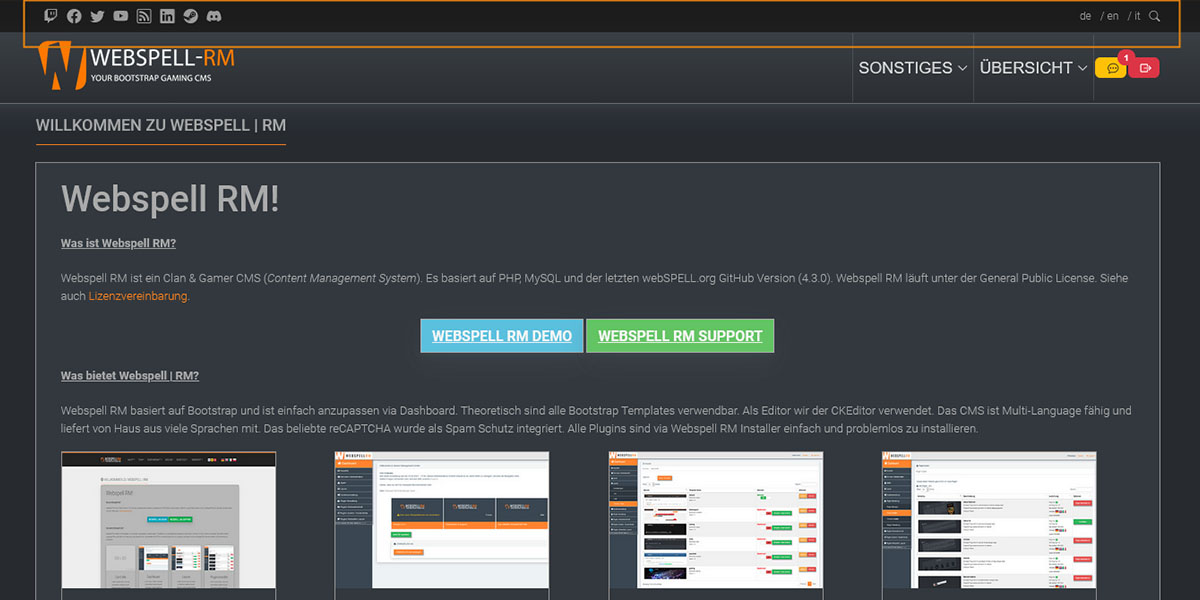 de / en / it
WEBSPELL-RM
YOUR BOOTSTRAP GAMING CMS
SONSTIGES
ÜBERSICHT
1
WILLKOMMEN ZU WEBSPELL | RM
Webspell RM!
Was ist Webspell RM?
Webspell RM ist ein Clan & Gamer CMS (Content Management System). Es basiert auf PHP, MySQL und der letzten webSPELL.org GitHub Version (4.3.0). Webspell RM läuft unter der General Public License. Siehe
auch Lizenzvereinbarung.
WEBSPELL RM DEMO
WEBSPELL RM SUPPORT
Was bietet Webspell | RM?
Webspell RM basiert auf Bootstrap und ist einfach anzupassen via Dashboard. Theoretisch sind alle Bootstrap Templates verwendbar. Als Editor wir der CKEditor verwendet. Das CMS ist Multi-Language fähig und
liefert von Haus aus viele Sprachen mit. Das beliebte reCAPTCHA wurde als Spam Schutz integriert. Alle Plugins sind via Webspell RM Installer einfach und problemlos zu installieren.
Webspell RM